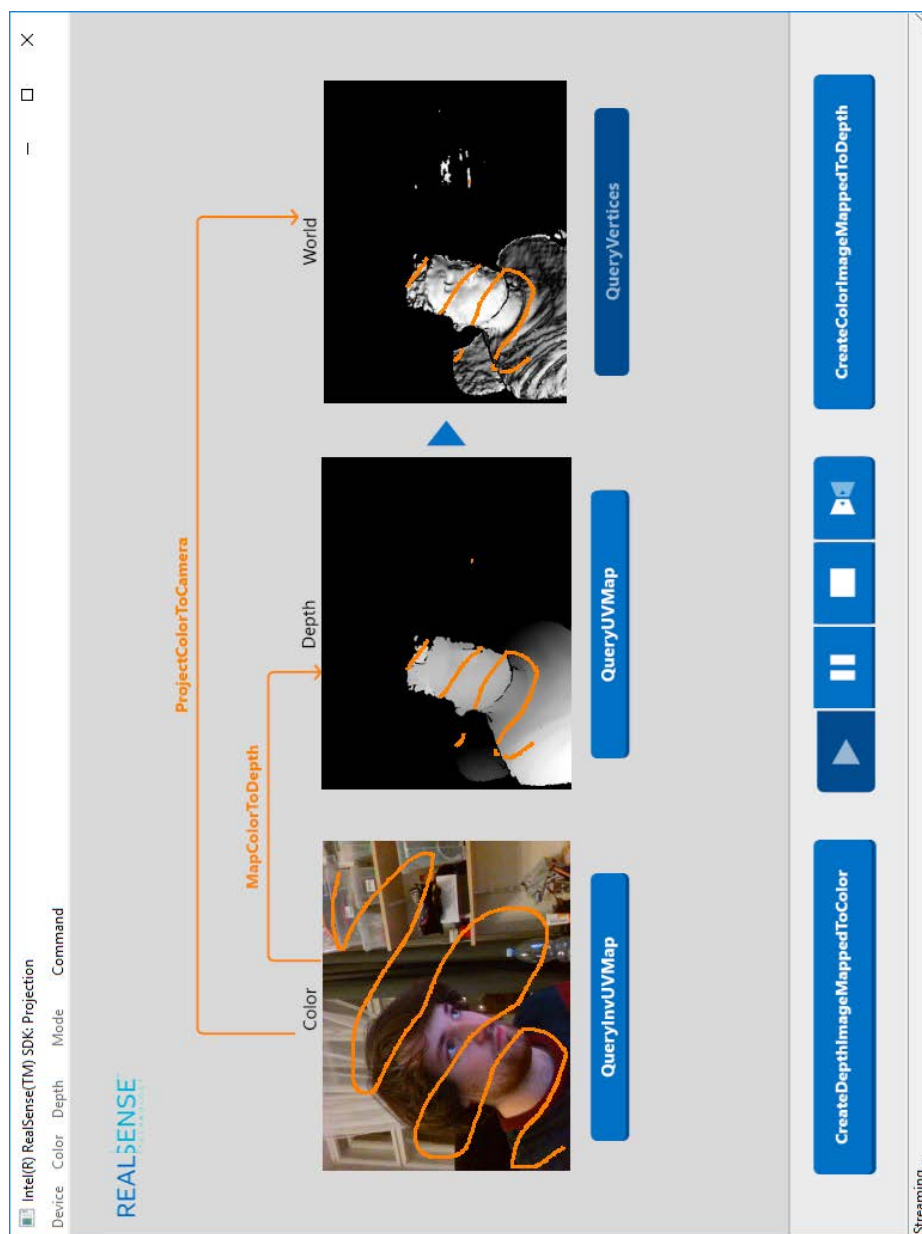 Intel(R) RealSense(TM) SDK: Projection
Device Color Depth Mode Command
REALSENSE
ProjectColorToCamera
MapColorToDepth
Color Depth World
QueryInvUVMap QueryUVMap QueryVertices
CreateDepthImageMappedToColor CreateColorImageMappedToDepth
Streaming...